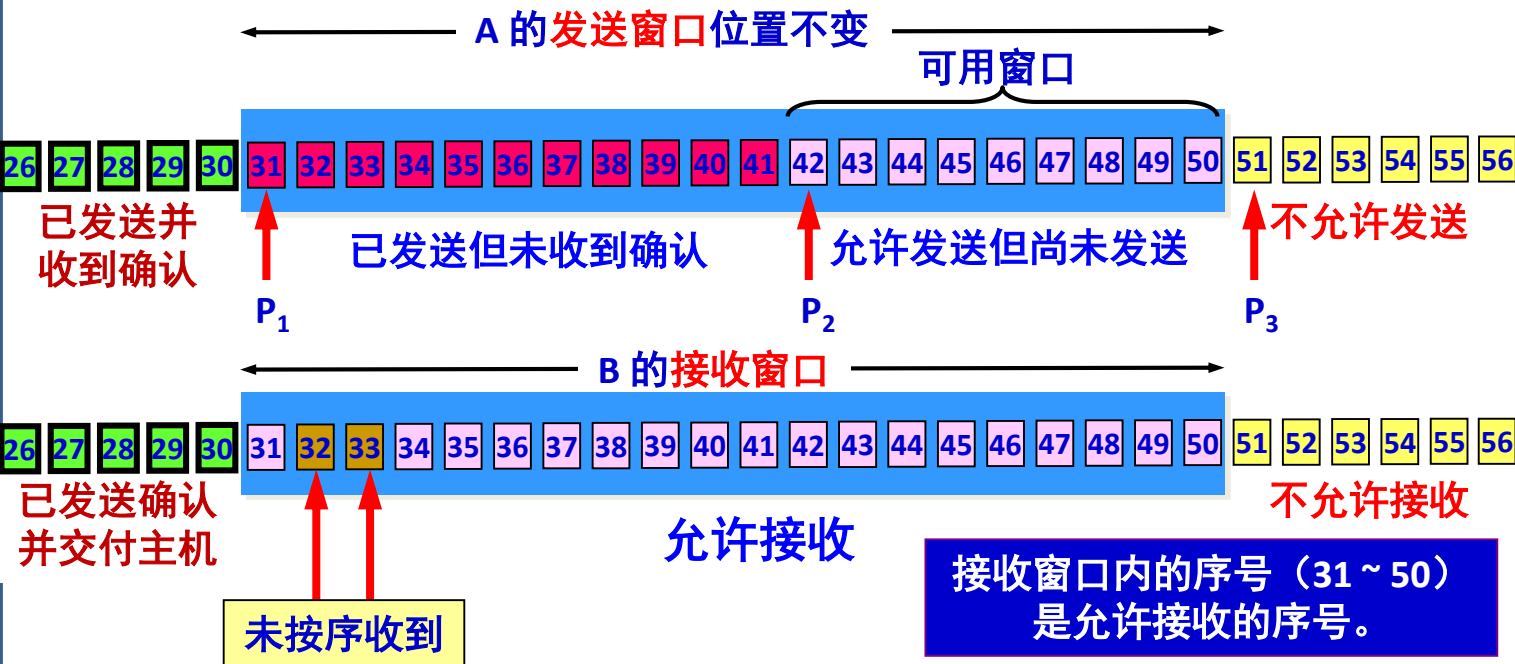 A 的发送窗口位置不变
可用窗口
26 27 28 29 30 31 32 33 34 35 36 37 38 39 40 41 42 43 44 45 46 47 48 49 50 51 52 53 54 55 56
已发送并
收到确认
已发送但未收到确认
允许发送但尚未发送
不允许发送
P1
P2
P3
B 的接收窗口
26 27 28 29 30 31 32 33 34 35 36 37 38 39 40 41 42 43 44 45 46 47 48 49 50 51 52 53 54 55 56
已发送确认
并交付主机
允许接收
不允许接收
未按序收到
接收窗口内的序号（31 ~ 50）
是允许接收的序号。